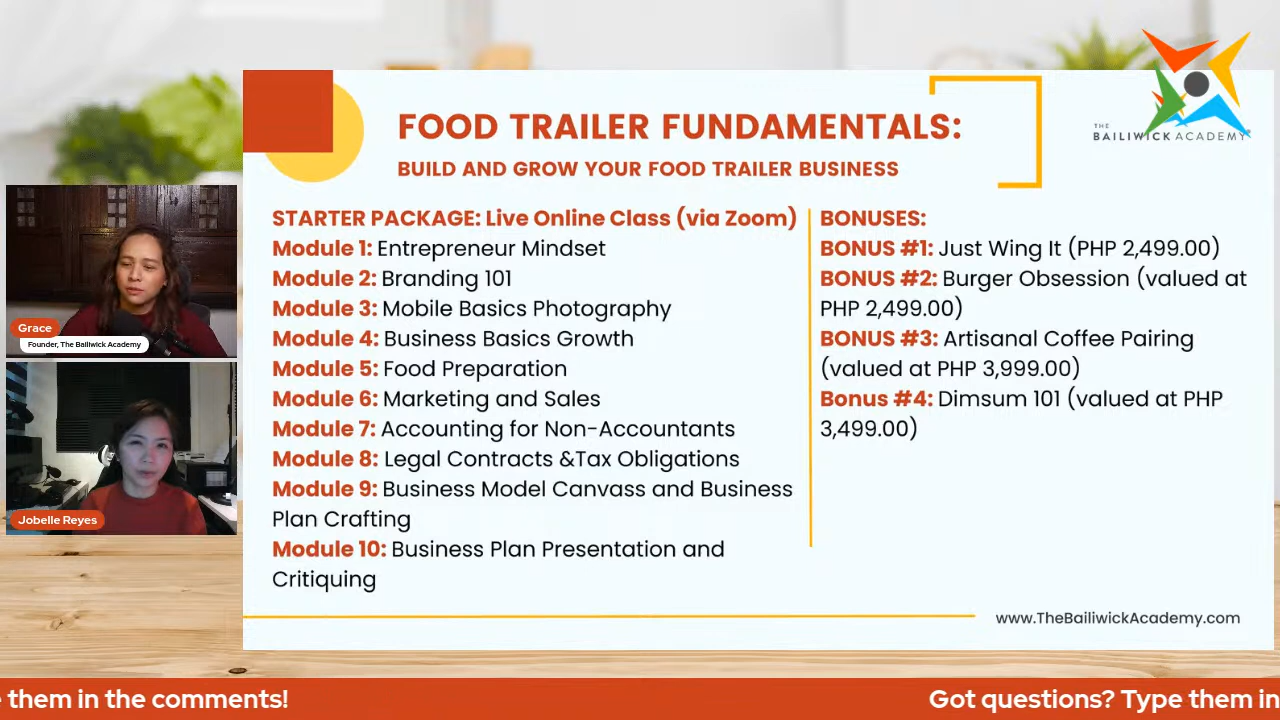 THE
BAILIWICK ACADEMY
FOOD TRAILER FUNDAMENTALS:
BUILD AND GROW YOUR FOOD TRAILER BUSINESS
STARTER PACKAGE: Live Online Class (via Zoom)
Module 1: Entrepreneur Mindset
Module 2: Branding 101
Module 3: Mobile Basics Photography
Module 4: Business Basics Growth
Module 5: Food Preparation
Module 6: Marketing and Sales
Module 7: Accounting for Non-Accountants
Module 8: Legal Contracts &Tax Obligations
Module 9: Business Model Canvass and Business
Plan Crafting
Module 10: Business Plan Presentation and
Critiquing
BONUSES:
BONUS #1: Just Wing It (PHP 2,499.00)
BONUS #2: Burger Obsession (valued at
PHP 2,499.00)
BONUS #3: Artisanal Coffee Pairing
(valued at PHP 3,999.00)
Bonus #4: Dimsum 101 (valued at PHP
3,499.00)
www.TheBailiwickAcademy.com
Grace
Founder, The Bailiwick Academy
Jobelle Reyes
them in the comments!
Got questions? Type them in